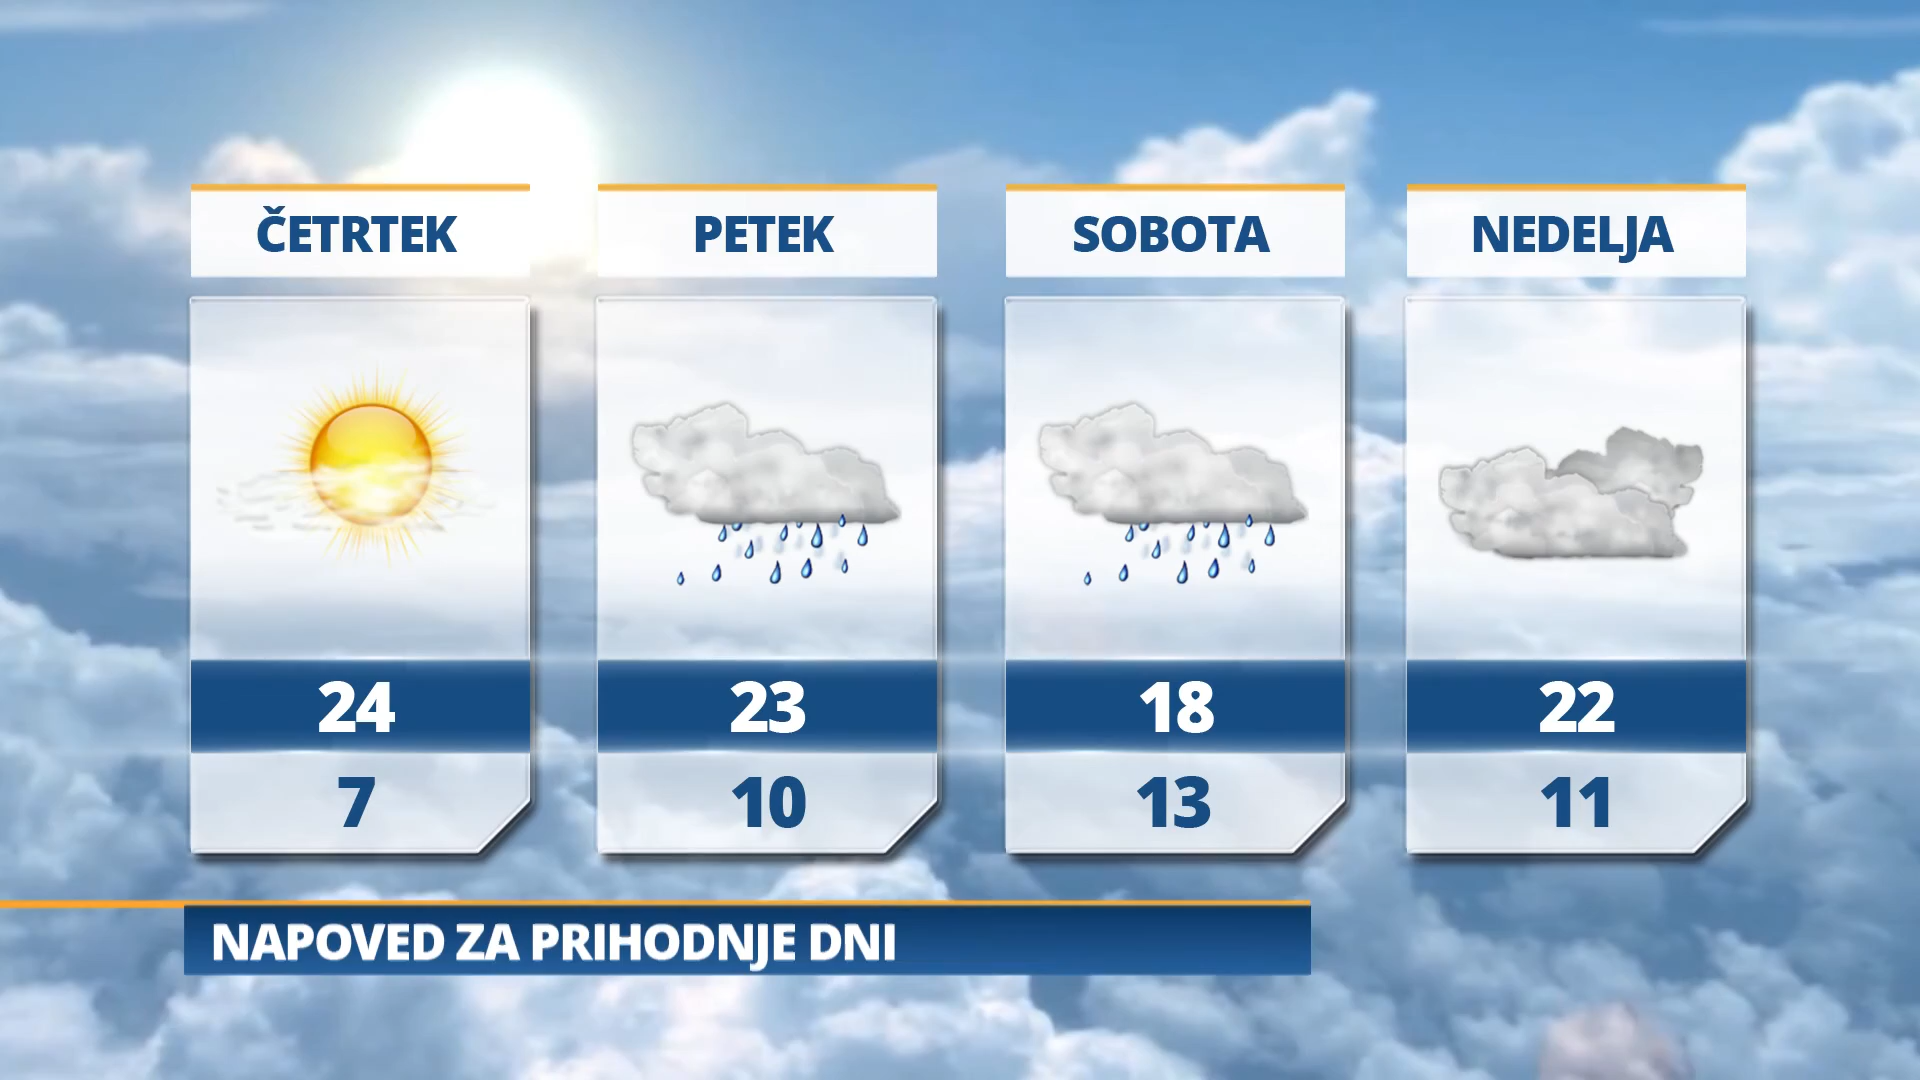 ČETRTEK
PETEK
SOBOTA
NEDELJA
24
23
18
22
7
10
13
11
NAPOVED ZA PRIHODNJE DNI